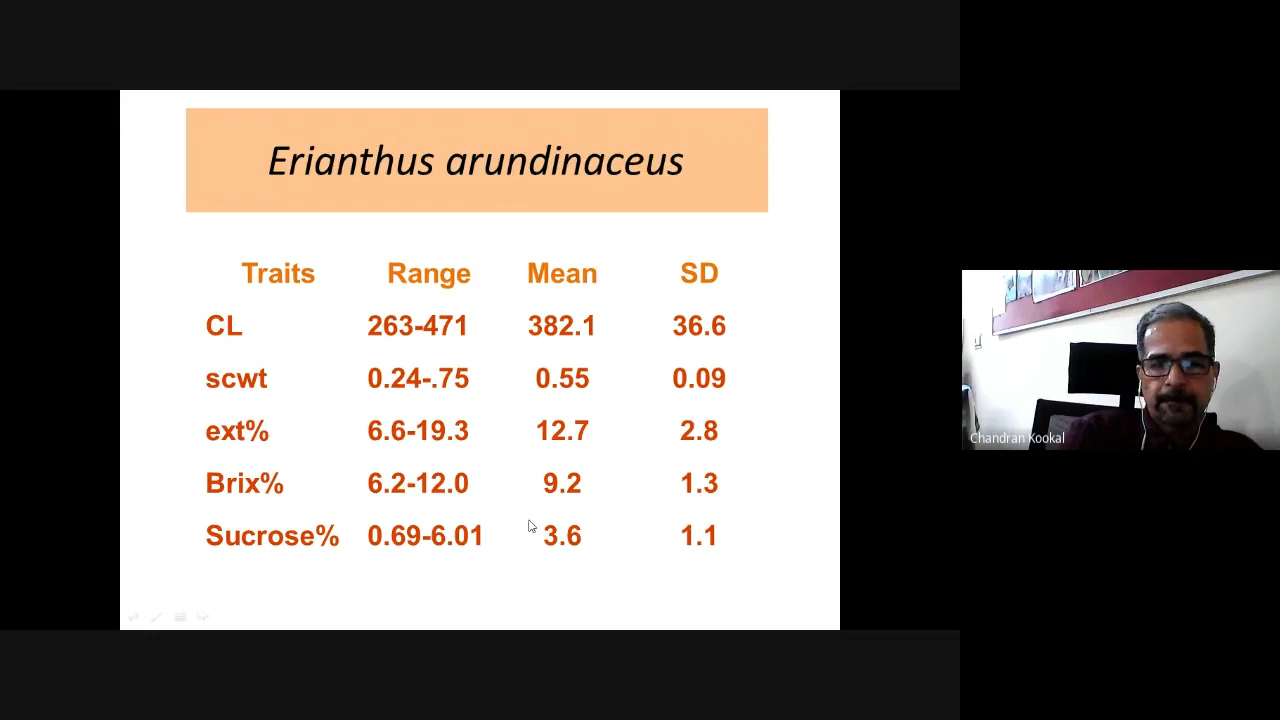 Erianthus arundinaceus
Traits Range Mean SD
CL 263-471 382.1 36.6
scwt 0.24-.75 0.55 0.09
ext% 6.6-19.3 12.7 2.8
Brix% 6.2-12.0 9.2 1.3
Sucrose% 0.69-6.01 3.6 1.1
Chandran Kookal